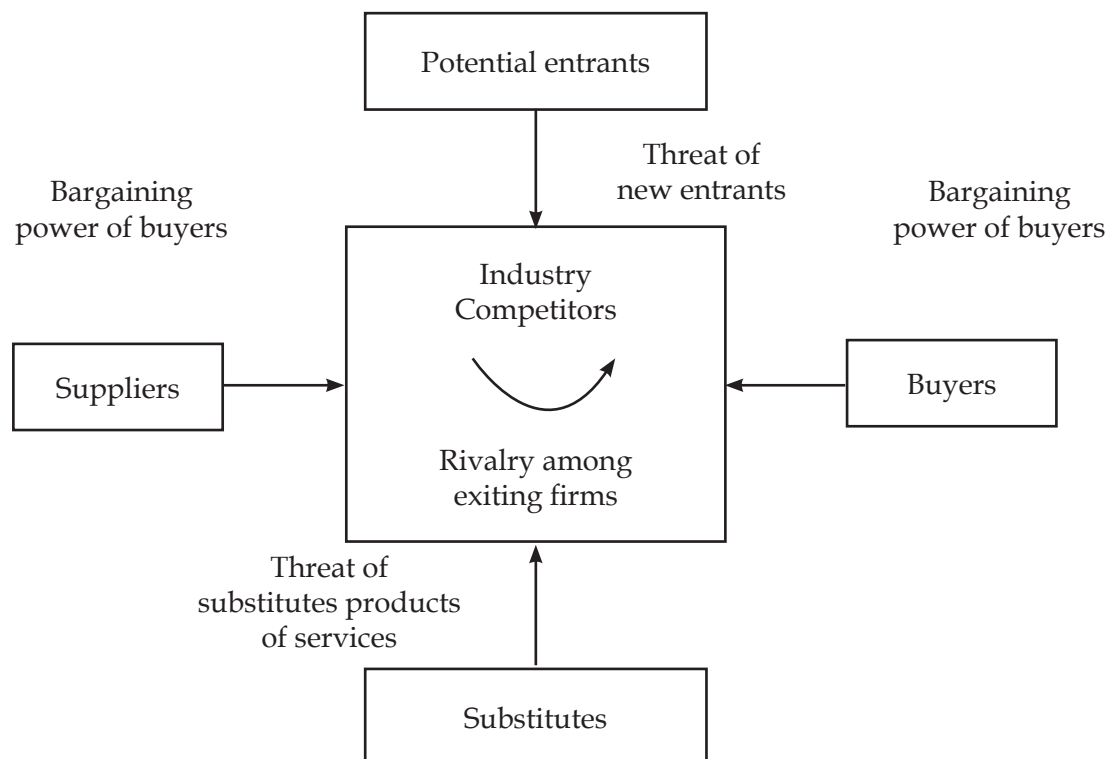 Potential entrants
Threat of
new entrants
Bargaining
power of buyers
Bargaining
power of buyers
Industry
Competitors
Suppliers
Buyers
Rivalry among
exiting firms
Threat of
substitutes products
of services
Substitutes